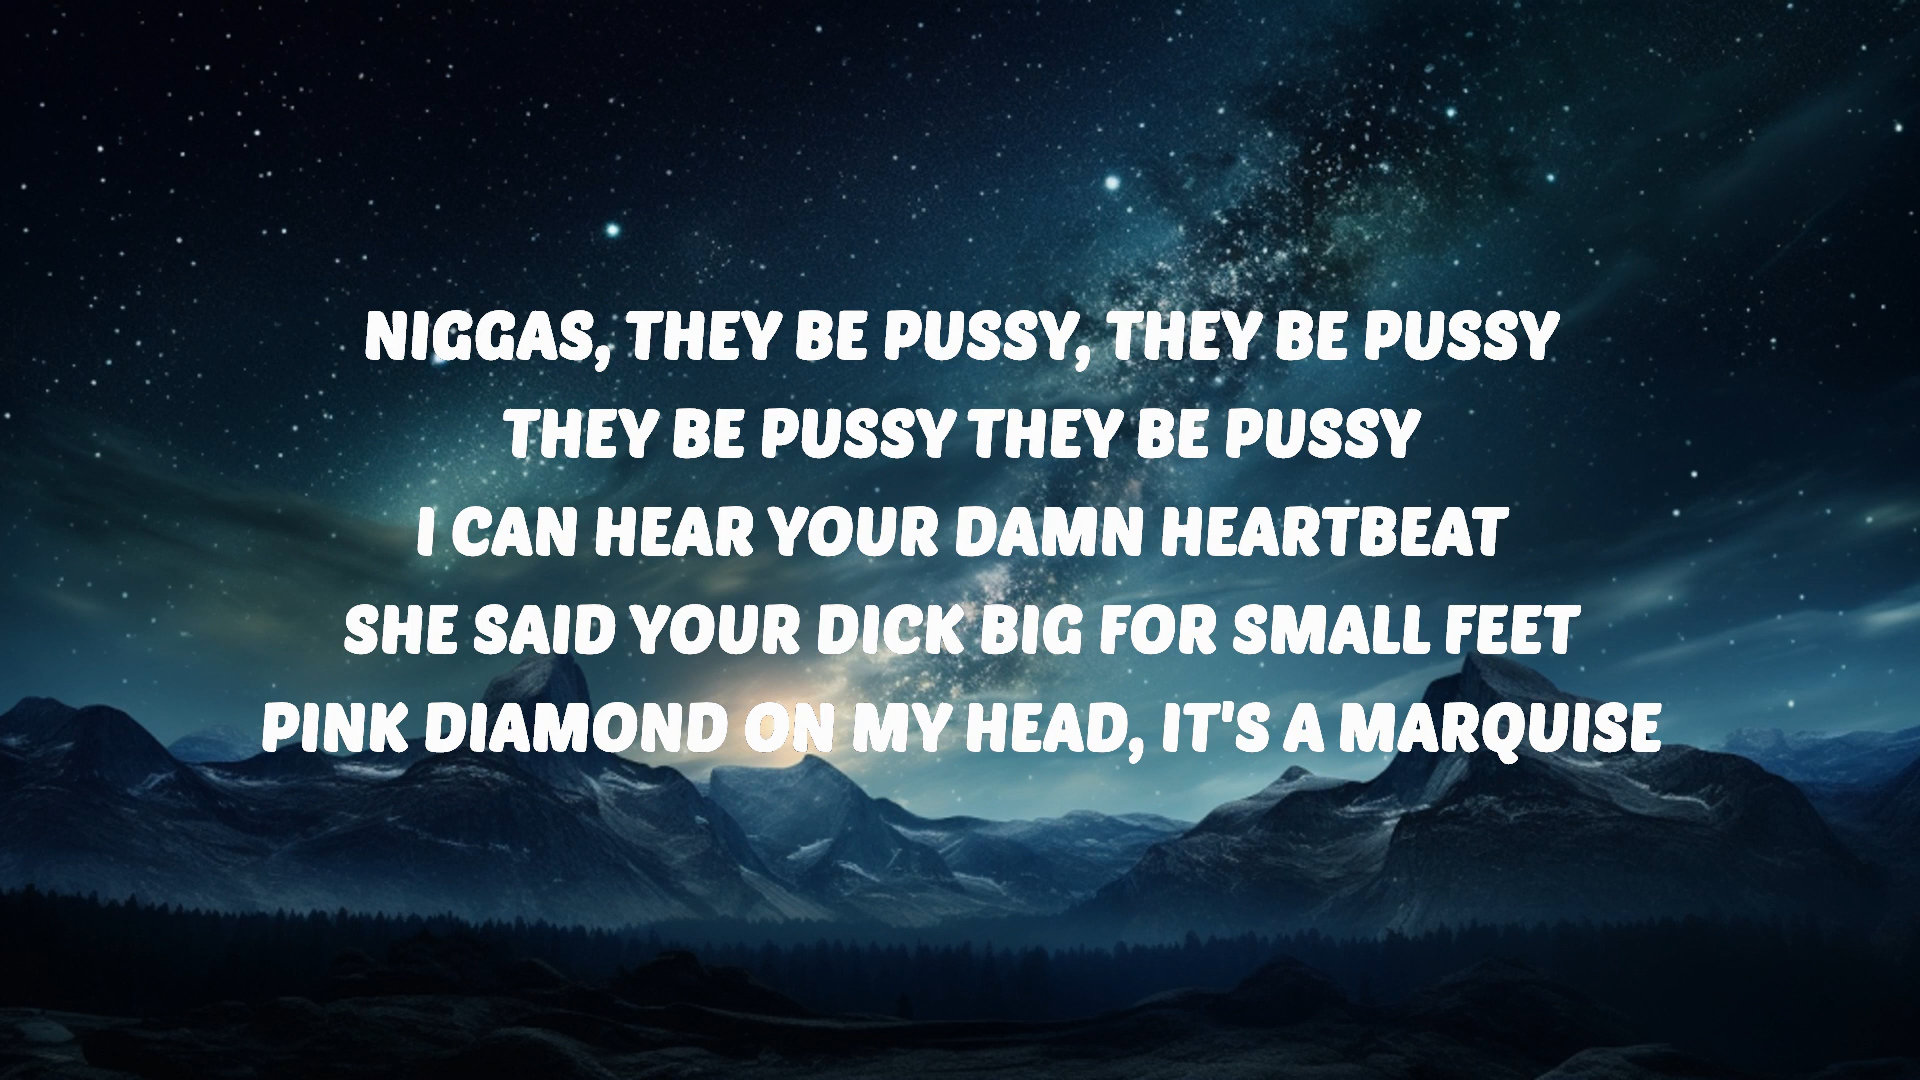 NIGGAS, THEY BE PUSSY, THEY BE PUSSY
THEY BE PUSSY THEY BE PUSSY
I CAN HEAR YOUR DAMN HEARTBEAT
SHE SAID YOUR DICK BIG FOR SMALL FEET
PINK DIAMOND ON MY HEAD, IT'S A MARQUISE